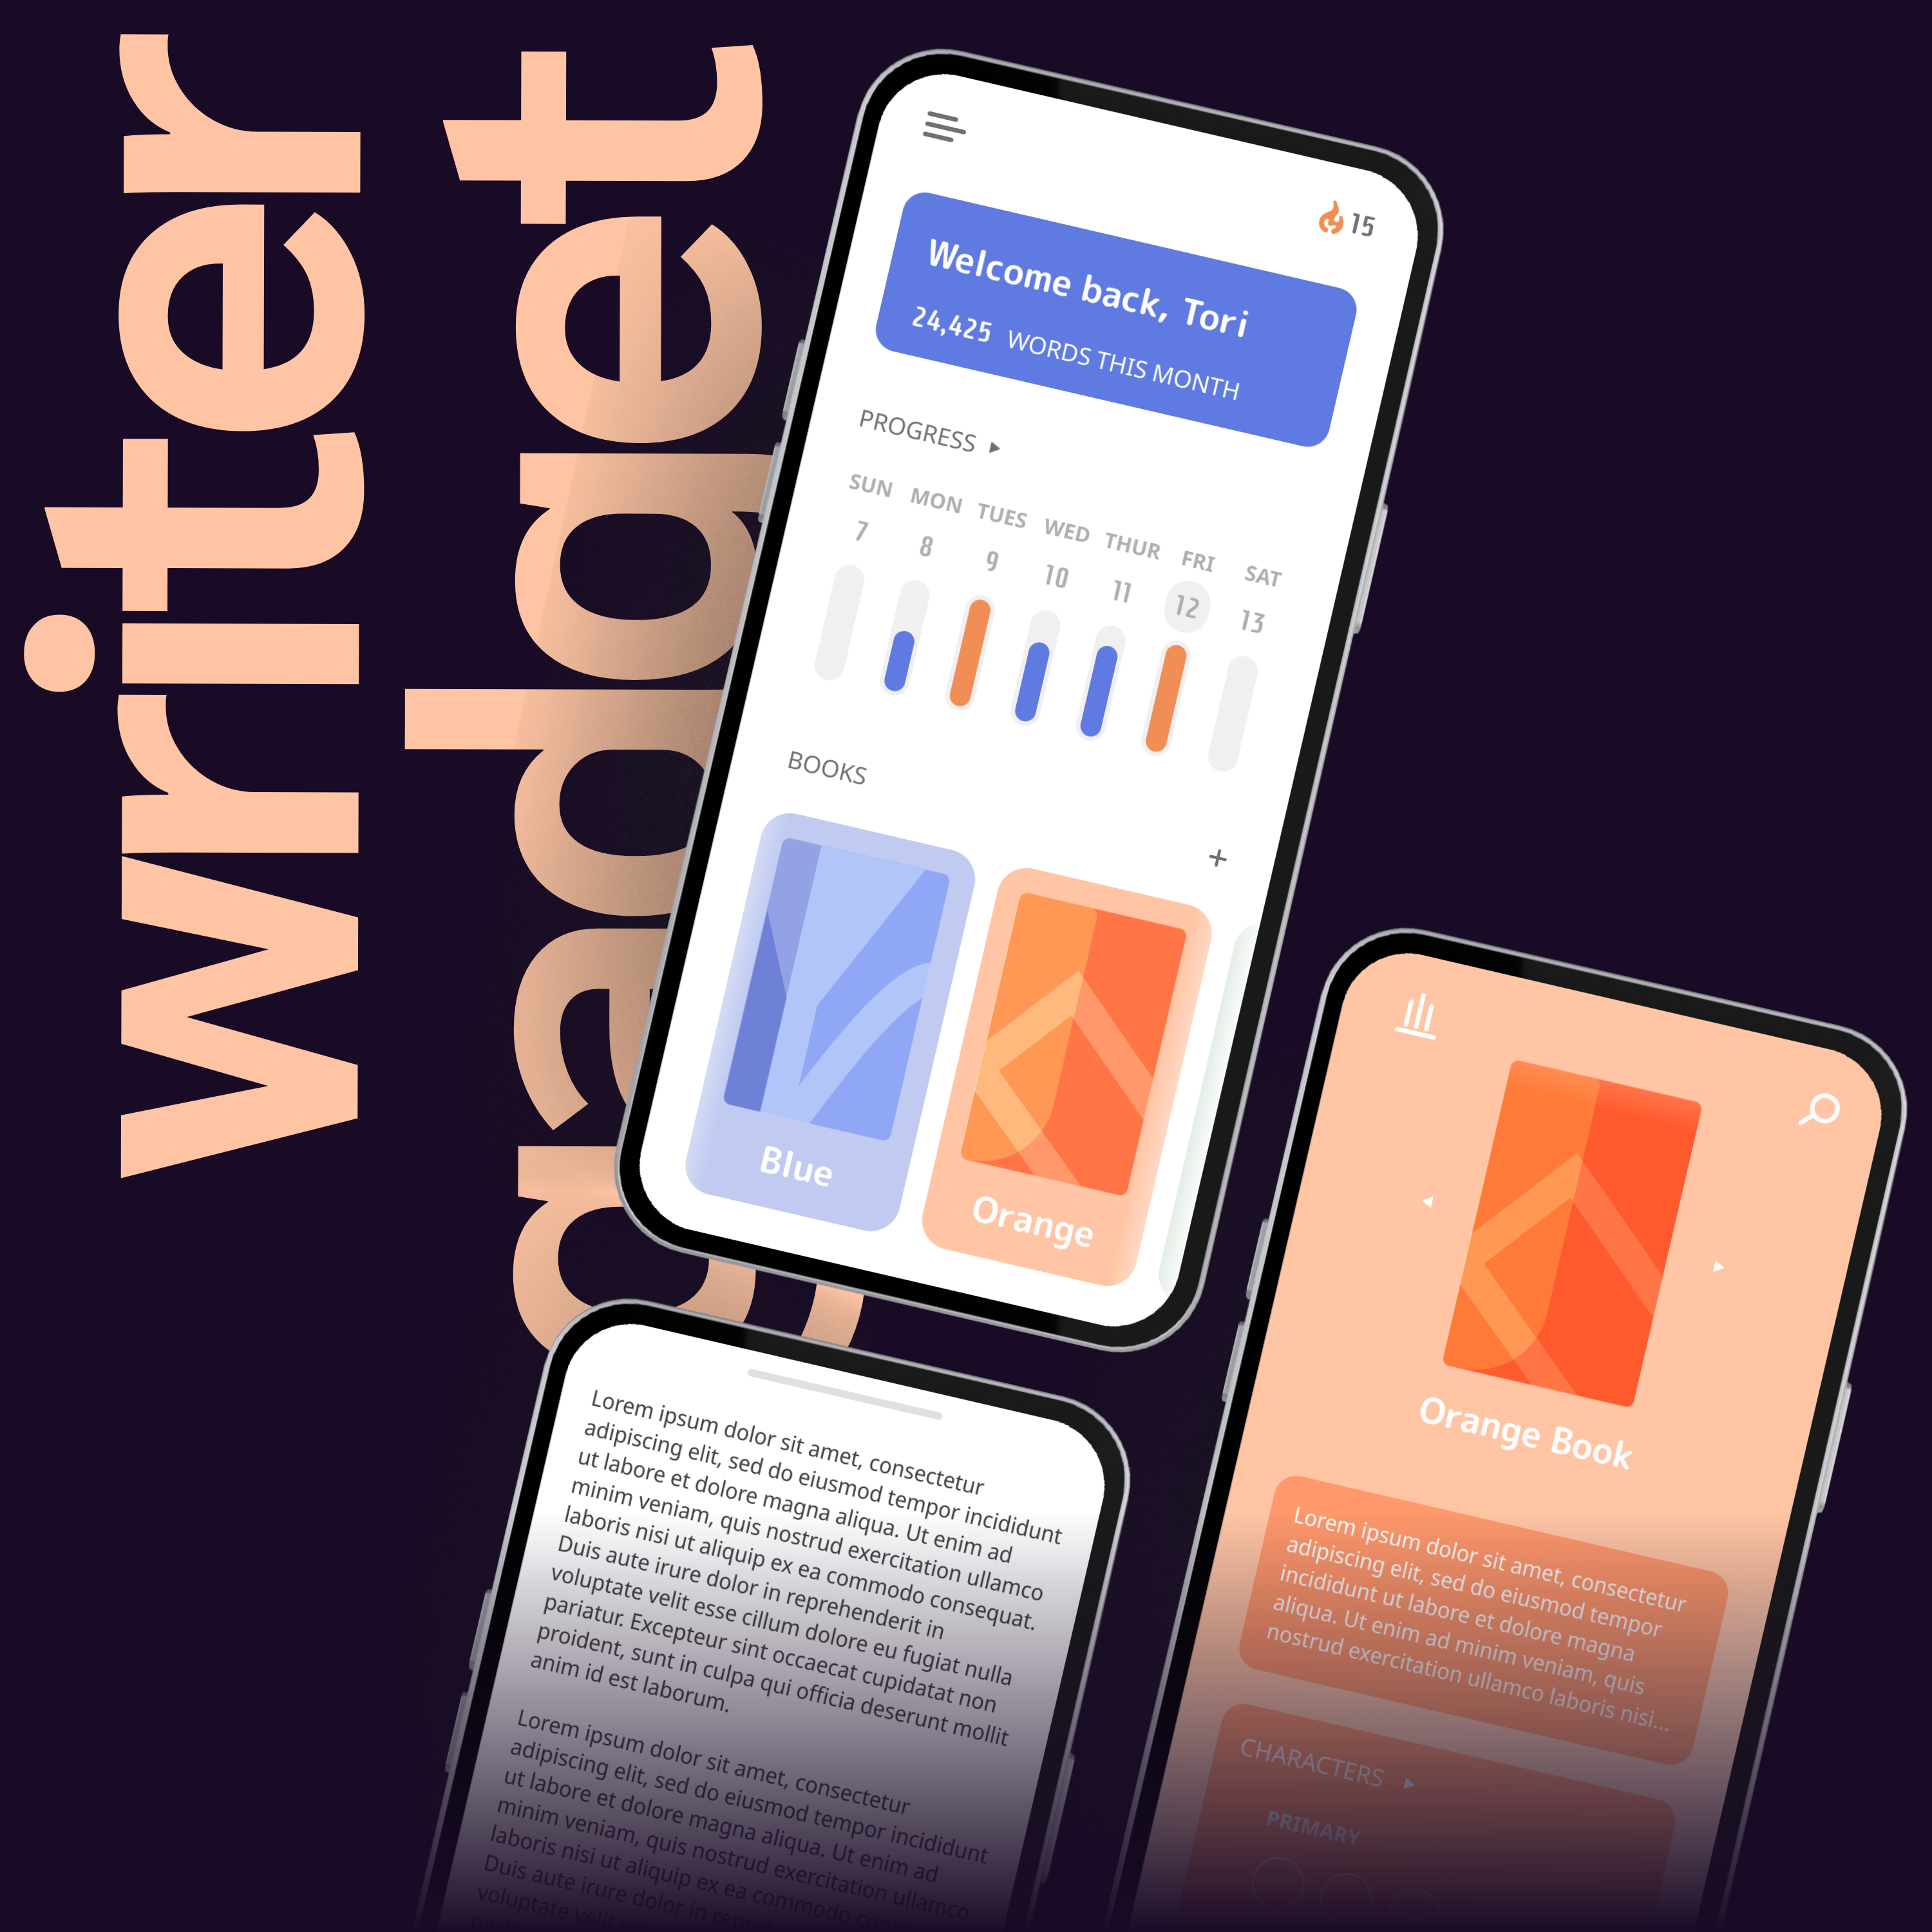 writer
gadget
15
Welcome back, Tori
24,425 WORDS THIS MONTH
PROGRESS
SUN MON TUES WED THUR FRI SAT
7 8 9 10 11 12 13
BOOKS
+
Blue
Orange
Lorem ipsum dolor sit amet, consectetur
adipiscing elit, sed do eiusmod tempor incididunt
ut labore et dolore magna aliqua. Ut enim ad
minim veniam, quis nostrud exercitation ullamco
laboris nisi ut aliquip ex ea commodo consequat.
Duis aute irure dolor in reprehenderit in
voluptate velit esse cillum dolore eu fugiat nulla
pariatur. Excepteur sint occaecat cupidatat non
proident, sunt in culpa qui officia deserunt mollit
anim id est laborum.
Lorem ipsum dolor sit amet, consectetur
adipiscing elit, sed do eiusmod tempor incididunt
ut labore et dolore magna aliqua. Ut enim ad
minim veniam, quis nostrud exercitation ullamco
laboris nisi ut aliquip ex ea commodo
Duis aute irure dolor in
voluptate velit
Orange Book
Lorem ipsum dolor sit amet, consectetur
adipiscing elit, sed do eiusmod tempor
incididunt ut labore et dolore magna
aliqua. Ut enim ad minim veniam, quis
nostrud exercitation ullamco laboris nisi...
CHARACTERS
PRIMARY